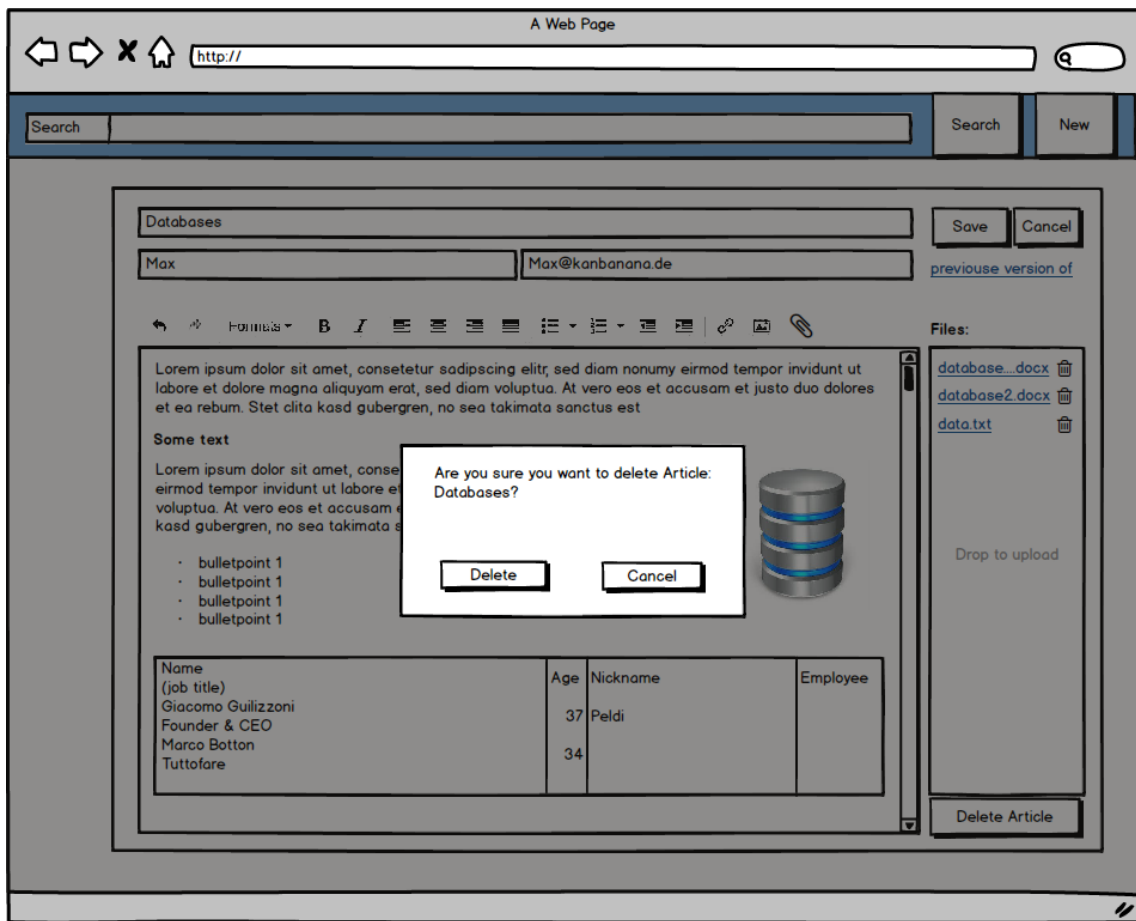 A Web Page
http://
Search
Search
New
Databases
Save
Cancel
Max
Max@kanbanana.de
previouse version of
Formats
B I
Files:
Lorem ipsum dolor sit amet, consetetur sadipscing elitr, sed diam nonumy eirmod tempor invidunt ut
labore et dolore magna aliquyam erat, sed diam voluptua. At vero eos et accusam et justo duo dolores
et ea rebum. Stet clita kasd gubergren, no sea takimata sanctus est
Some text
Lorem ipsum dolor sit amet, conse
eirmod tempor invidunt ut labore et
voluptua. At vero eos et accusam e
kasd gubergren, no sea takimata s
· bulletpoint 1
· bulletpoint 1
· bulletpoint 1
· bulletpoint 1
Are you sure you want to delete Article:
Databases?
Delete
Cancel
database....docx
database2.docx
data.txt
Drop to upload
Name
(job title)
Age
Nickname
Employee
Giacomo Guilizzoni
Founder & CEO
37
Peldi
Marco Botton
Tuttofare
34
Delete Article